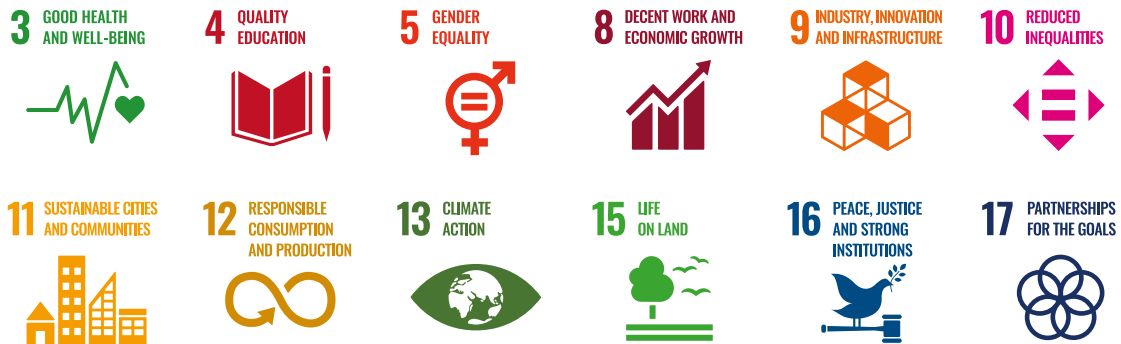 3 GOOD HEALTH
AND WELL-BEING
4 QUALITY
EDUCATION
5 GENDER
EQUALITY
8 DECENT WORK AND
ECONOMIC GROWTH
9 INDUSTRY, INNOVATION
AND INFRASTRUCTURE
10 REDUCED
INEQUALITIES
11 SUSTAINABLE CITIES
AND COMMUNITIES
12 RESPONSIBLE
CONSUMPTION
AND PRODUCTION
13 CLIMATE
ACTION
15 LIFE
ON LAND
16 PEACE, JUSTICE
AND STRONG
INSTITUTIONS
17 PARTNERSHIPS
FOR THE GOALS